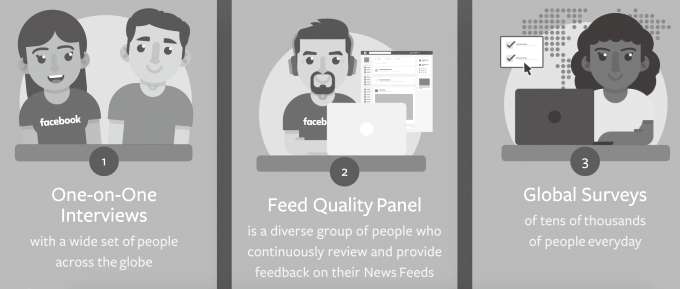 facebook
1
One-on-One
Interviews
with a wide set of people
across the globe
2
Feed Quality Panel
is a diverse group of people who
continuously review and provide
feedback on their News Feeds
3
Global Surveys
of tens of thousands
of people everyday